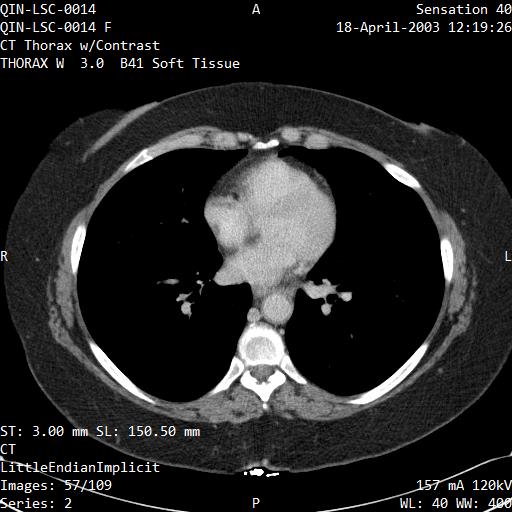 QIN-LSC-0014
A
Sensation 40
QIN-LSC-0014 F
18-April-2003 12:19:26
CT Thorax w/Contrast
THORAX W 3.0 B41 Soft Tissue
R
L
ST: 3.00 mm SL: 150.50 mm
CT
LittleEndianImplicit
Images: 57/109
157 mA 120kV
Series: 2
P
WL: 40 WW: 400